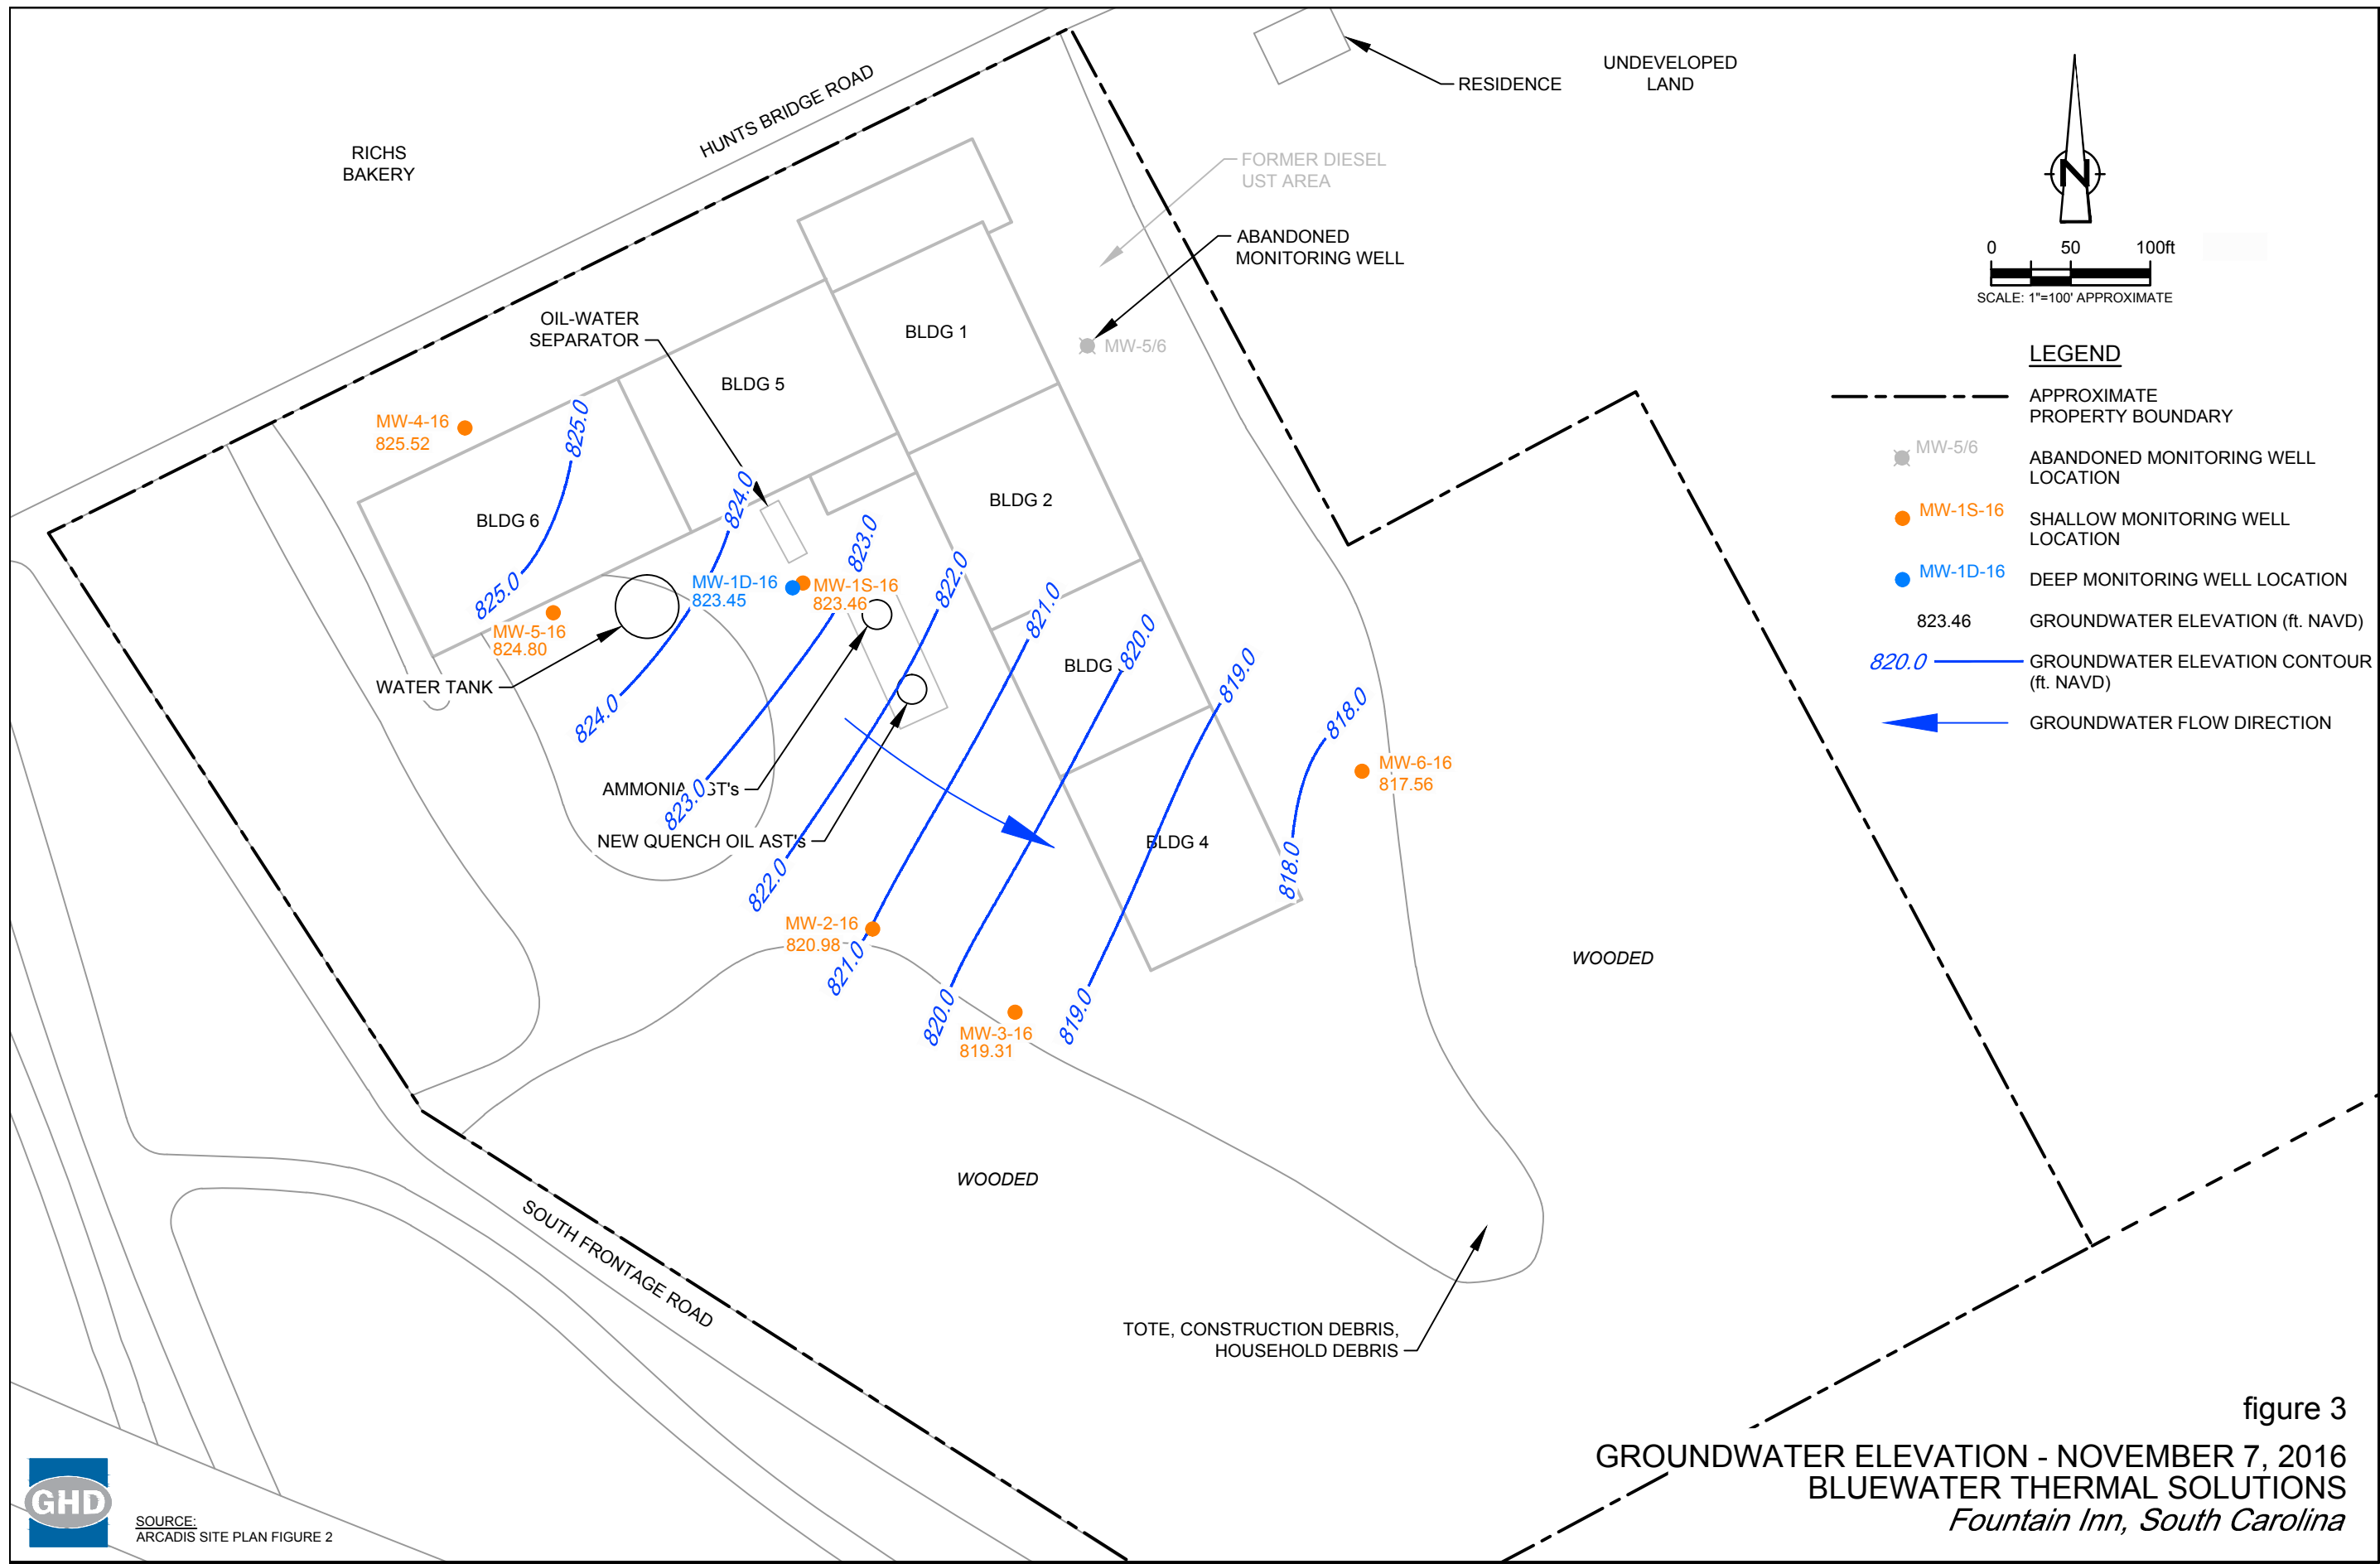 HUNTS BRIDGE ROAD
RICHS
BAKERY
RESIDENCE
UNDEVELOPED
LAND
FORMER DIESEL
UST AREA
ABANDONED
MONITORING WELL
MW-5/6
OIL-WATER
SEPARATOR
BLDG 1
BLDG 5
BLDG 2
BLDG 6
BLDG
BLDG 4
MW-4-16
825.52
825.0
825.0
824.0
824.0
823.0
823.0
822.0
822.0
821.0
821.0
820.0
820.0
819.0
819.0
818.0
818.0
MW-1D-16
823.45
MW-1S-16
823.46
MW-5-16
824.80
WATER TANK
AMMONIA ST's
NEW QUENCH OIL AST's
MW-2-16
820.98
MW-3-16
819.31
MW-6-16
817.56
WOODED
WOODED
SOUTH FRONTAGE ROAD
TOTE, CONSTRUCTION DEBRIS,
HOUSEHOLD DEBRIS
N
0 50 100ft
SCALE: 1"=100' APPROXIMATE
LEGEND
APPROXIMATE
PROPERTY BOUNDARY
MW-5/6
ABANDONED MONITORING WELL
LOCATION
MW-1S-16
SHALLOW MONITORING WELL
LOCATION
MW-1D-16
DEEP MONITORING WELL LOCATION
823.46
GROUNDWATER ELEVATION (ft. NAVD)
820.0
GROUNDWATER ELEVATION CONTOUR
(ft. NAVD)
GROUNDWATER FLOW DIRECTION
figure 3
GROUNDWATER ELEVATION - NOVEMBER 7, 2016
BLUEWATER THERMAL SOLUTIONS
Fountain Inn, South Carolina
GHD
SOURCE:
ARCADIS SITE PLAN FIGURE 2